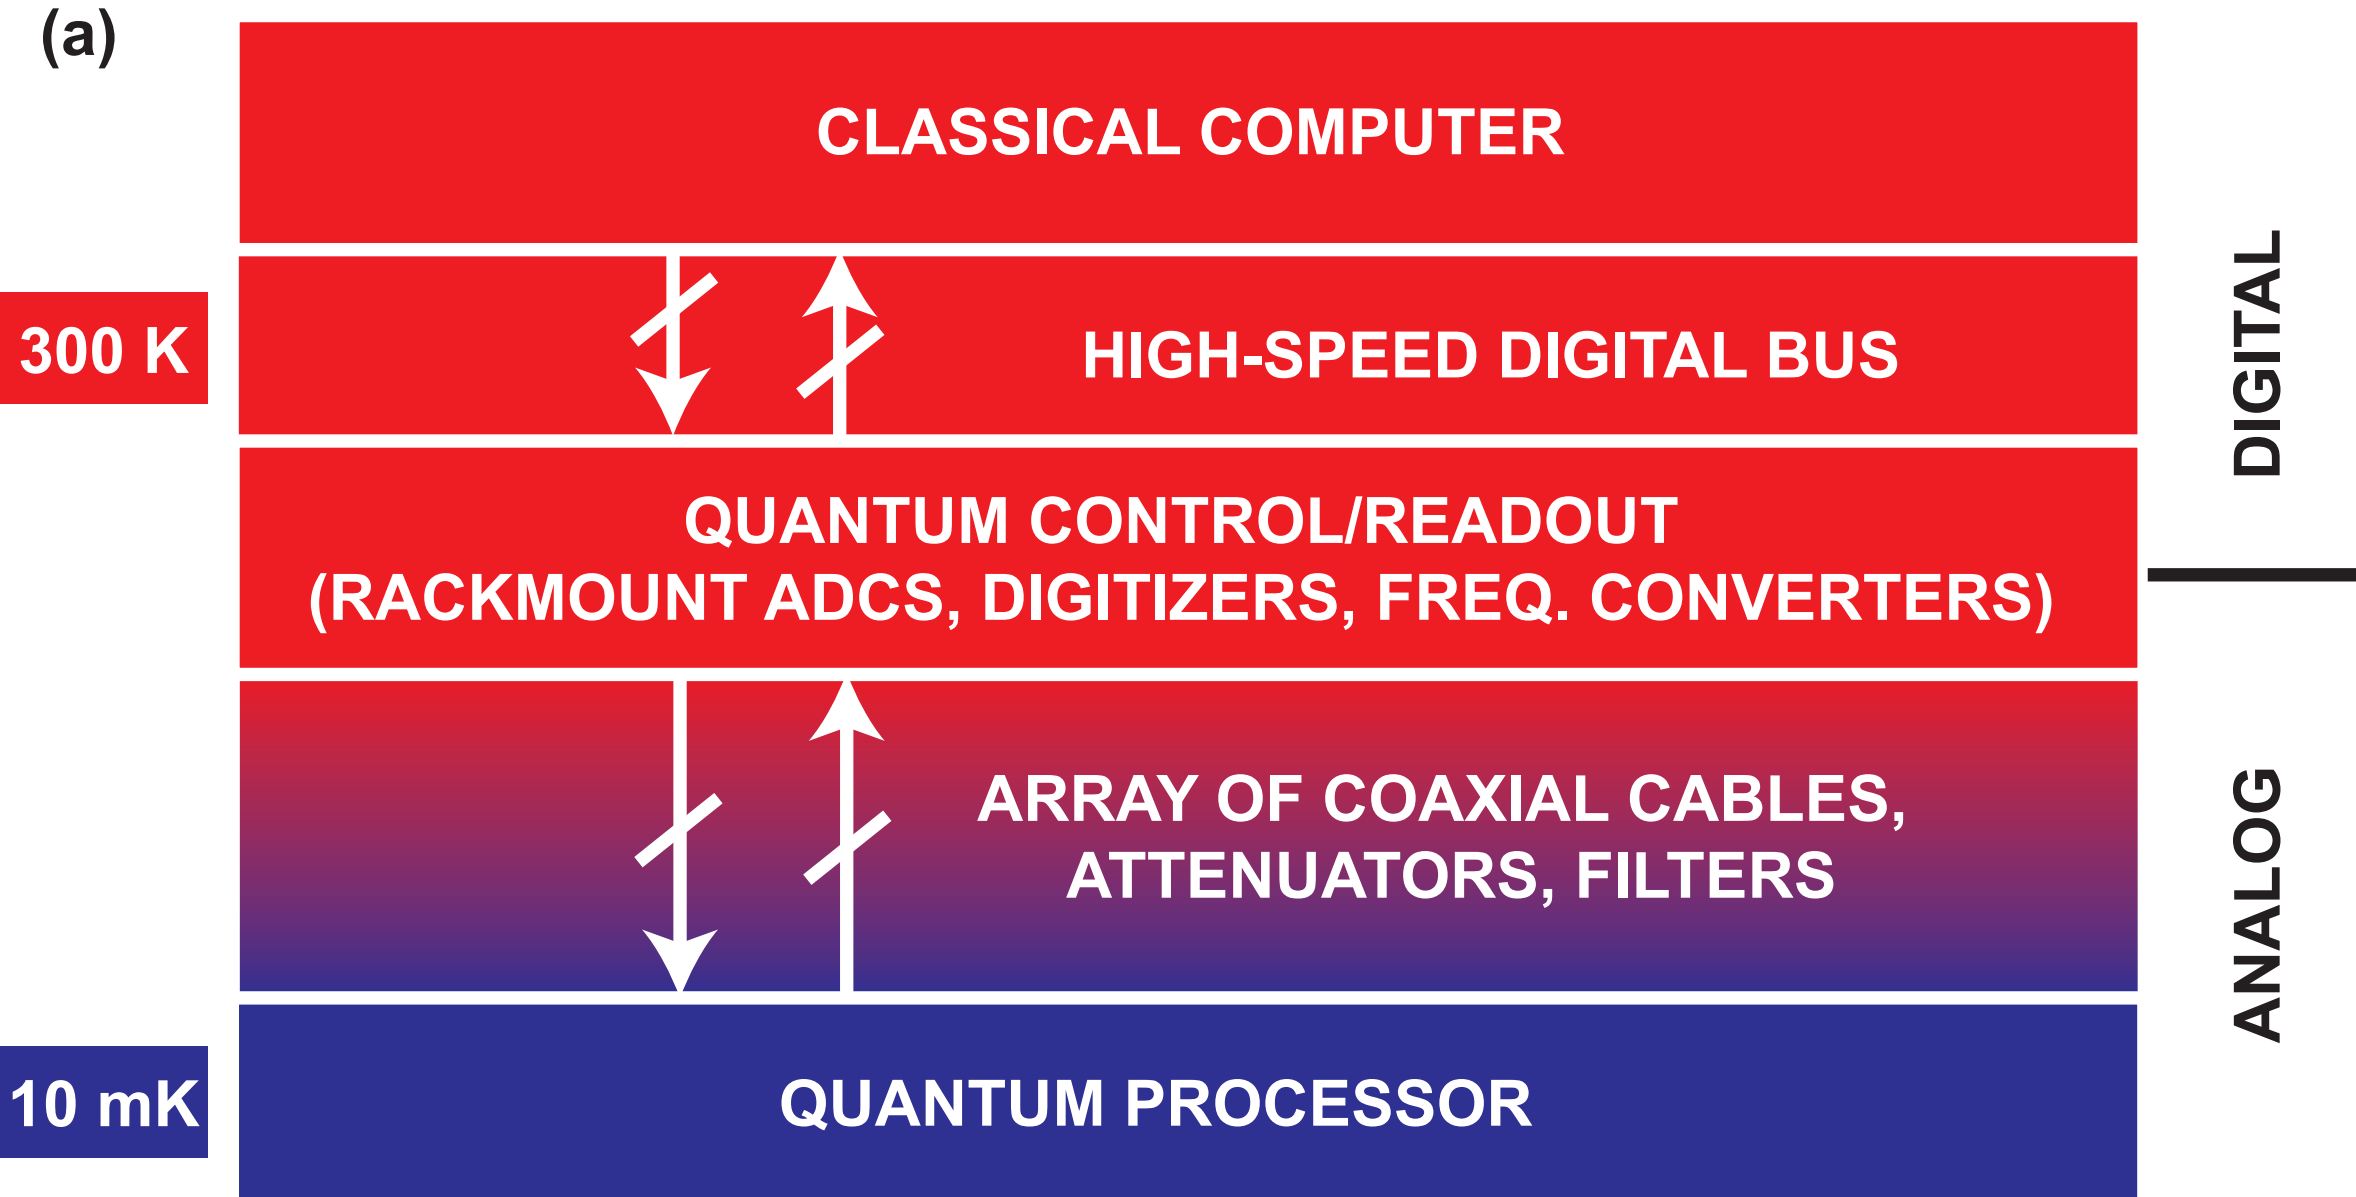 (a)
CLASSICAL COMPUTER
300 K
HIGH-SPEED DIGITAL BUS
DIGITAL
QUANTUM CONTROL/READOUT
(RACKMOUNT ADCS, DIGITIZERS, FREQ. CONVERTERS)
ARRAY OF COAXIAL CABLES,
ATTENUATORS, FILTERS
ANALOG
10 mK
QUANTUM PROCESSOR